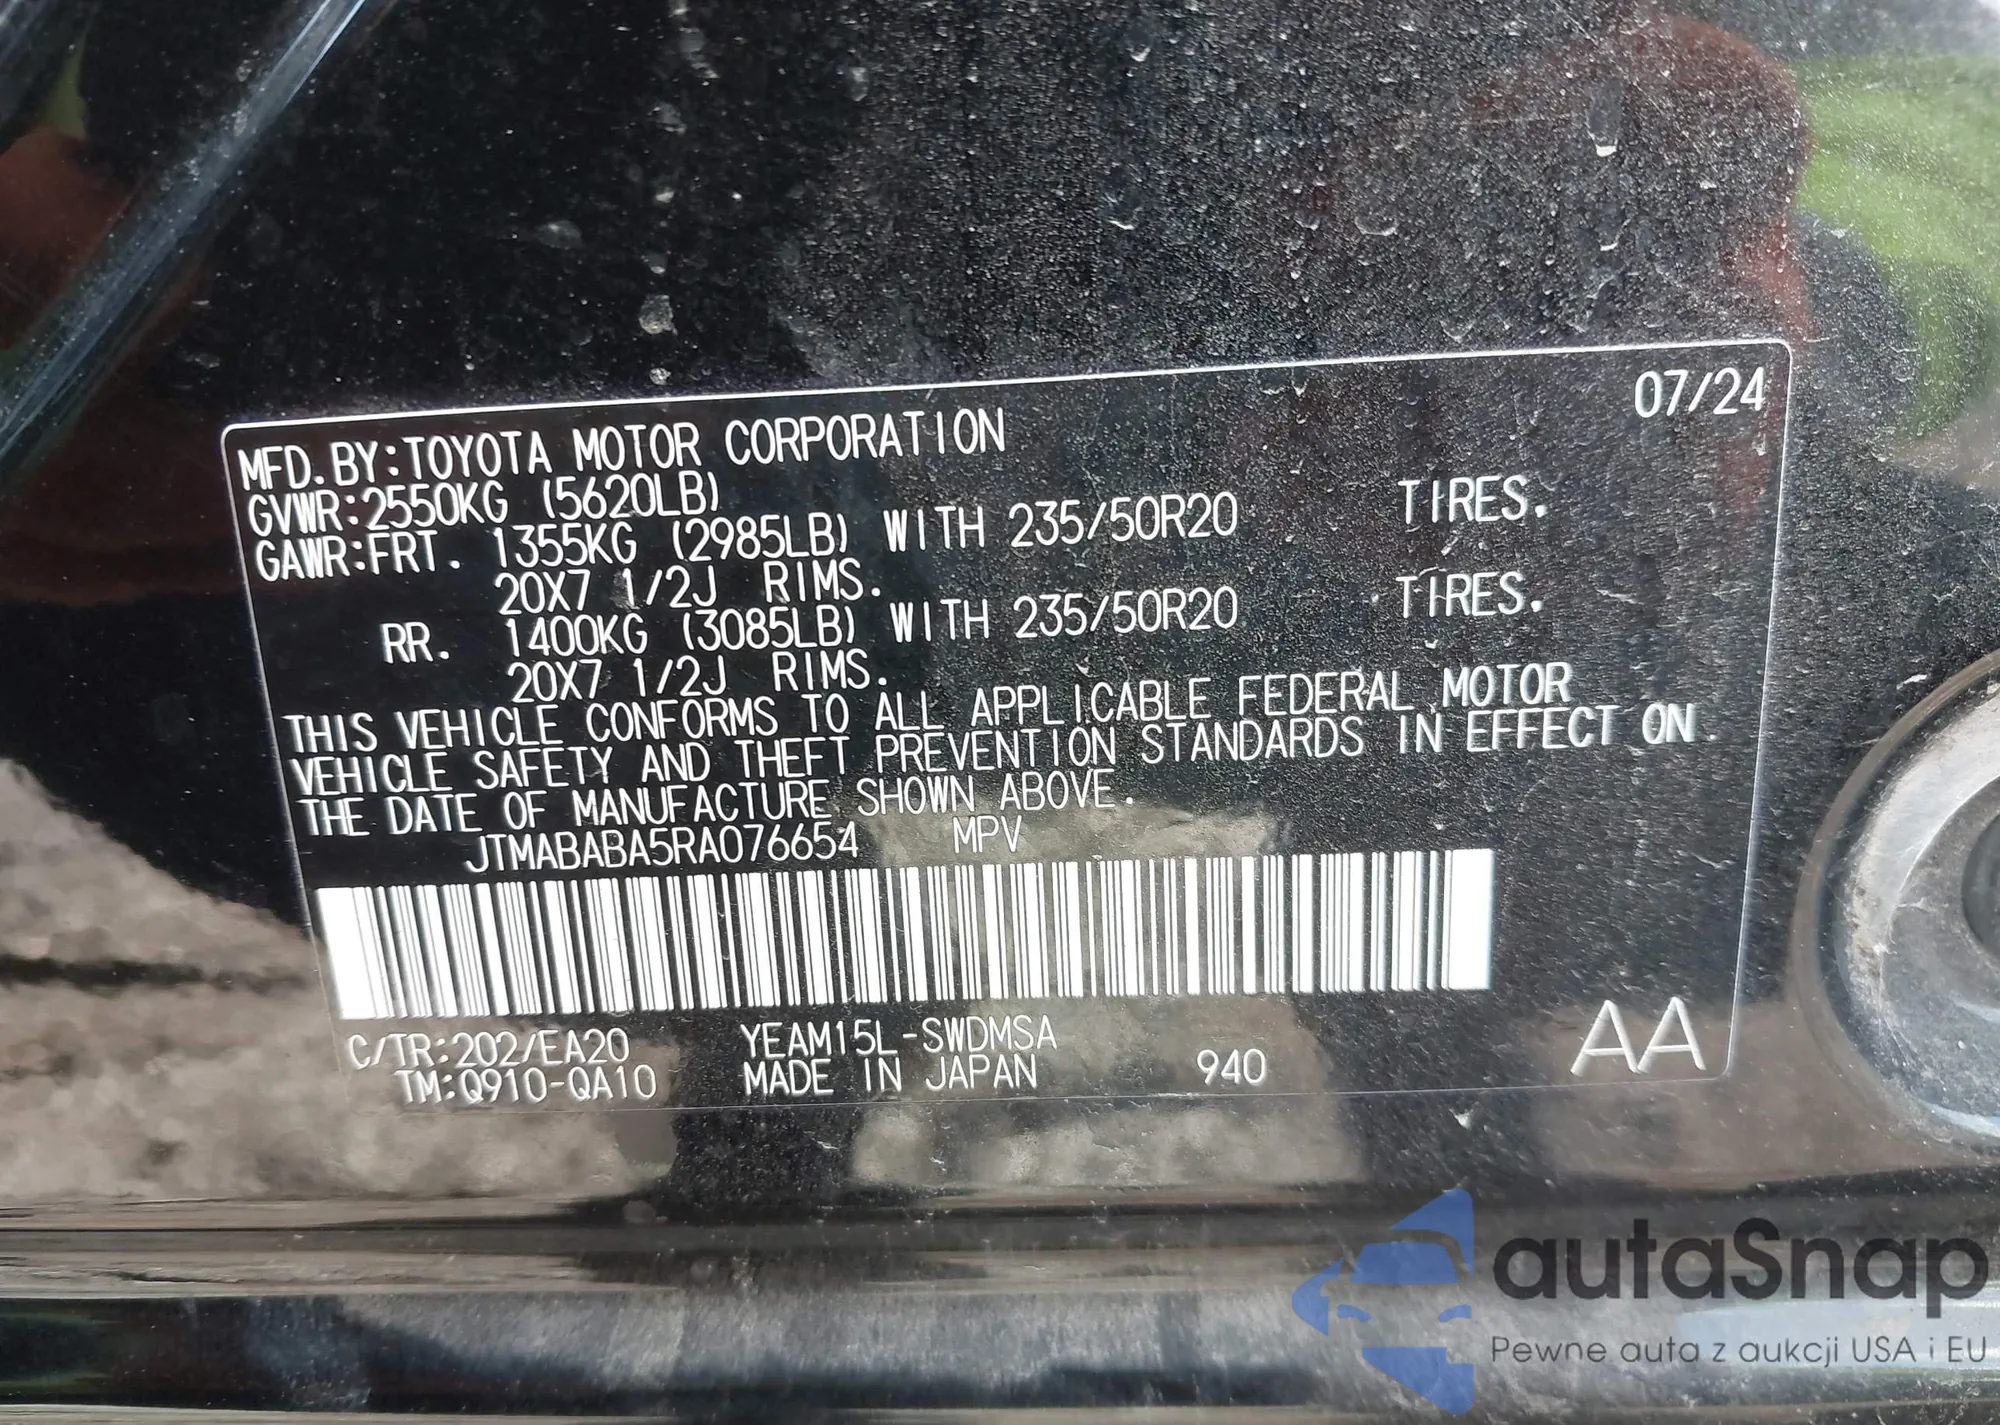 07/24
MFD.BY:TOYOTA MOTOR CORPORATION
GVWR:2550KG (5620LB)
GAWR:FRT. 1355KG (2985LB) WITH 235/50R20 TIRES.
20X7 1/2J RIMS.
RR. 1400KG (3085LB) WITH 235/50R20 TIRES.
20X7 1/2J RIMS.
THIS VEHICLE CONFORMS TO ALL APPLICABLE FEDERAL MOTOR
VEHICLE SAFETY AND THEFT PREVENTION STANDARDS IN EFFECT ON
THE DATE OF MANUFACTURE SHOWN ABOVE.
JTMABABA5RA076654 MPV
C/TR:202/EA20 YEAM15L-SWDMSA
TM:Q910-QA10 MADE IN JAPAN 940 AA
autaSnap
Pewne auta z aukcji USA i EU